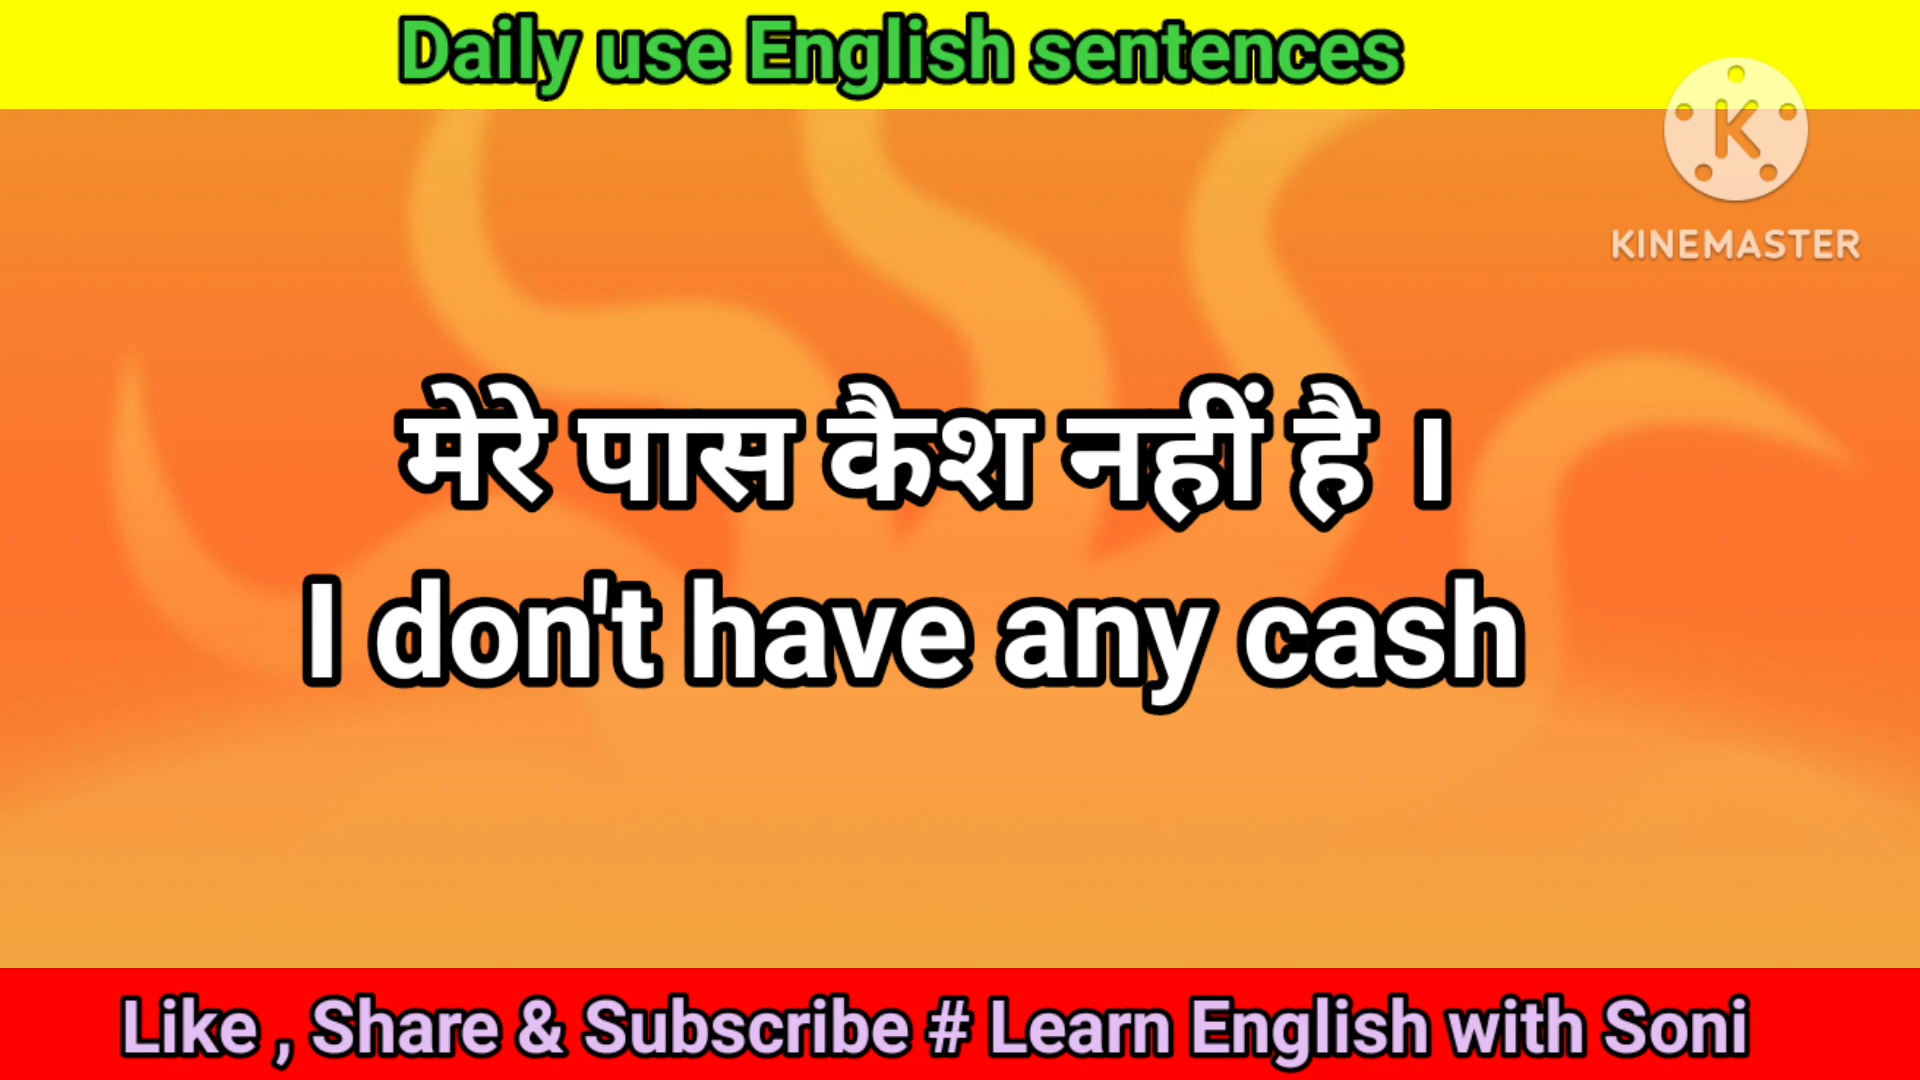 Daily use English sentences
K
KINEMASTER
मेरे पास कैश नहीं है ।
I don't have any cash
Like , Share & Subscribe # Learn English with Soni